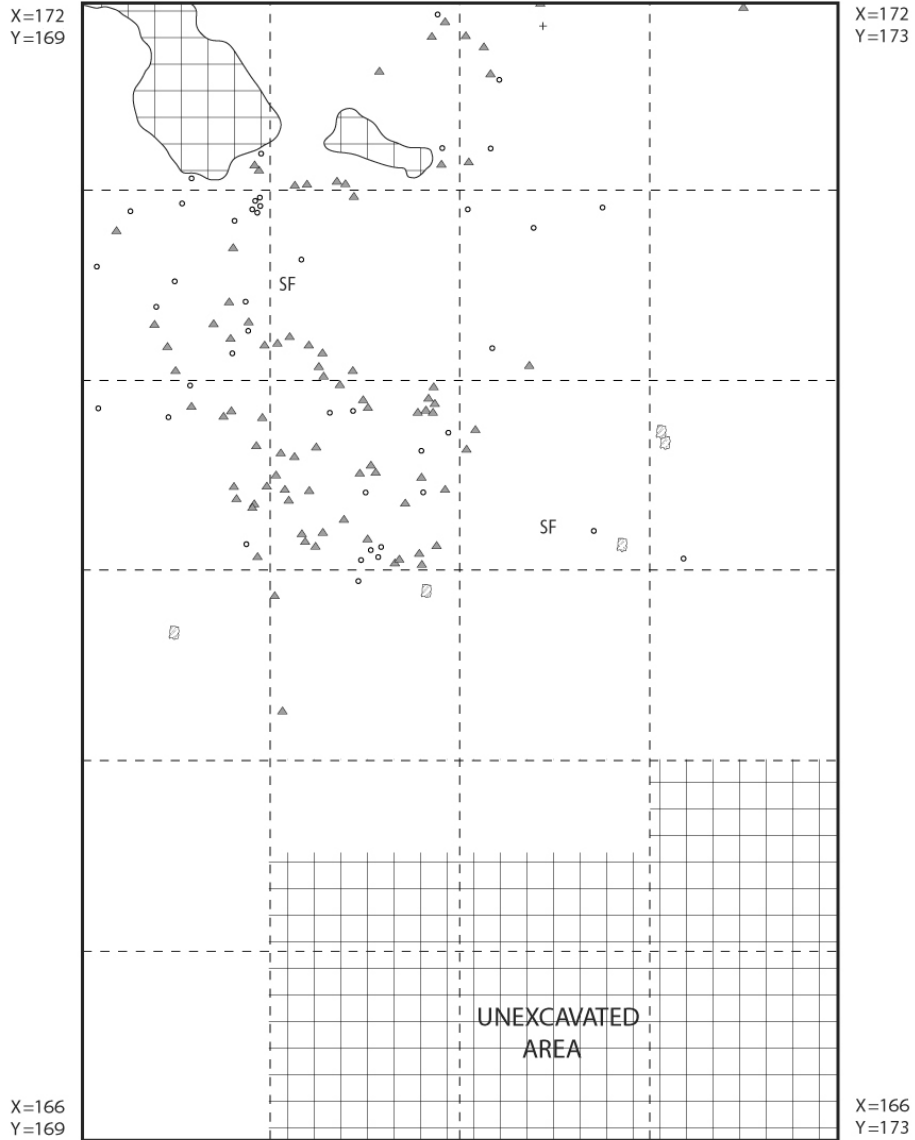 X=172
Y=169
X=172
Y=173
SF
SF
UNEXCAVATED
AREA
X=166
Y=169
X=166
Y=173